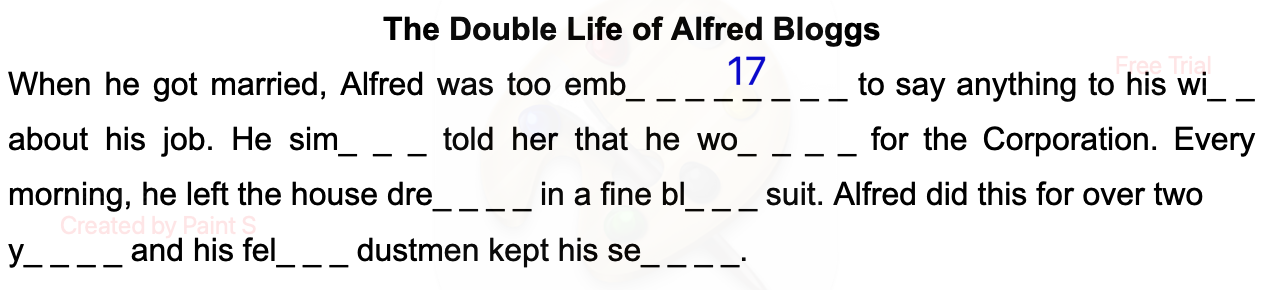 The Double Life of Alfred Bloggs
17
Free Trial
When he got married, Alfred was too emb_ _ _ _ _ _ _ _ to say anything to his wi_ _
about his job. He sim_ _ _ told her that he wo_ _ _ _ for the Corporation. Every
morning, he left the house dre_ _ _ _ in a fine bl_ _ _ suit. Alfred did this for over two
Created by Paint S
y_ _ _ _ and his fel_ _ _ dustmen kept his se_ _ _ _.